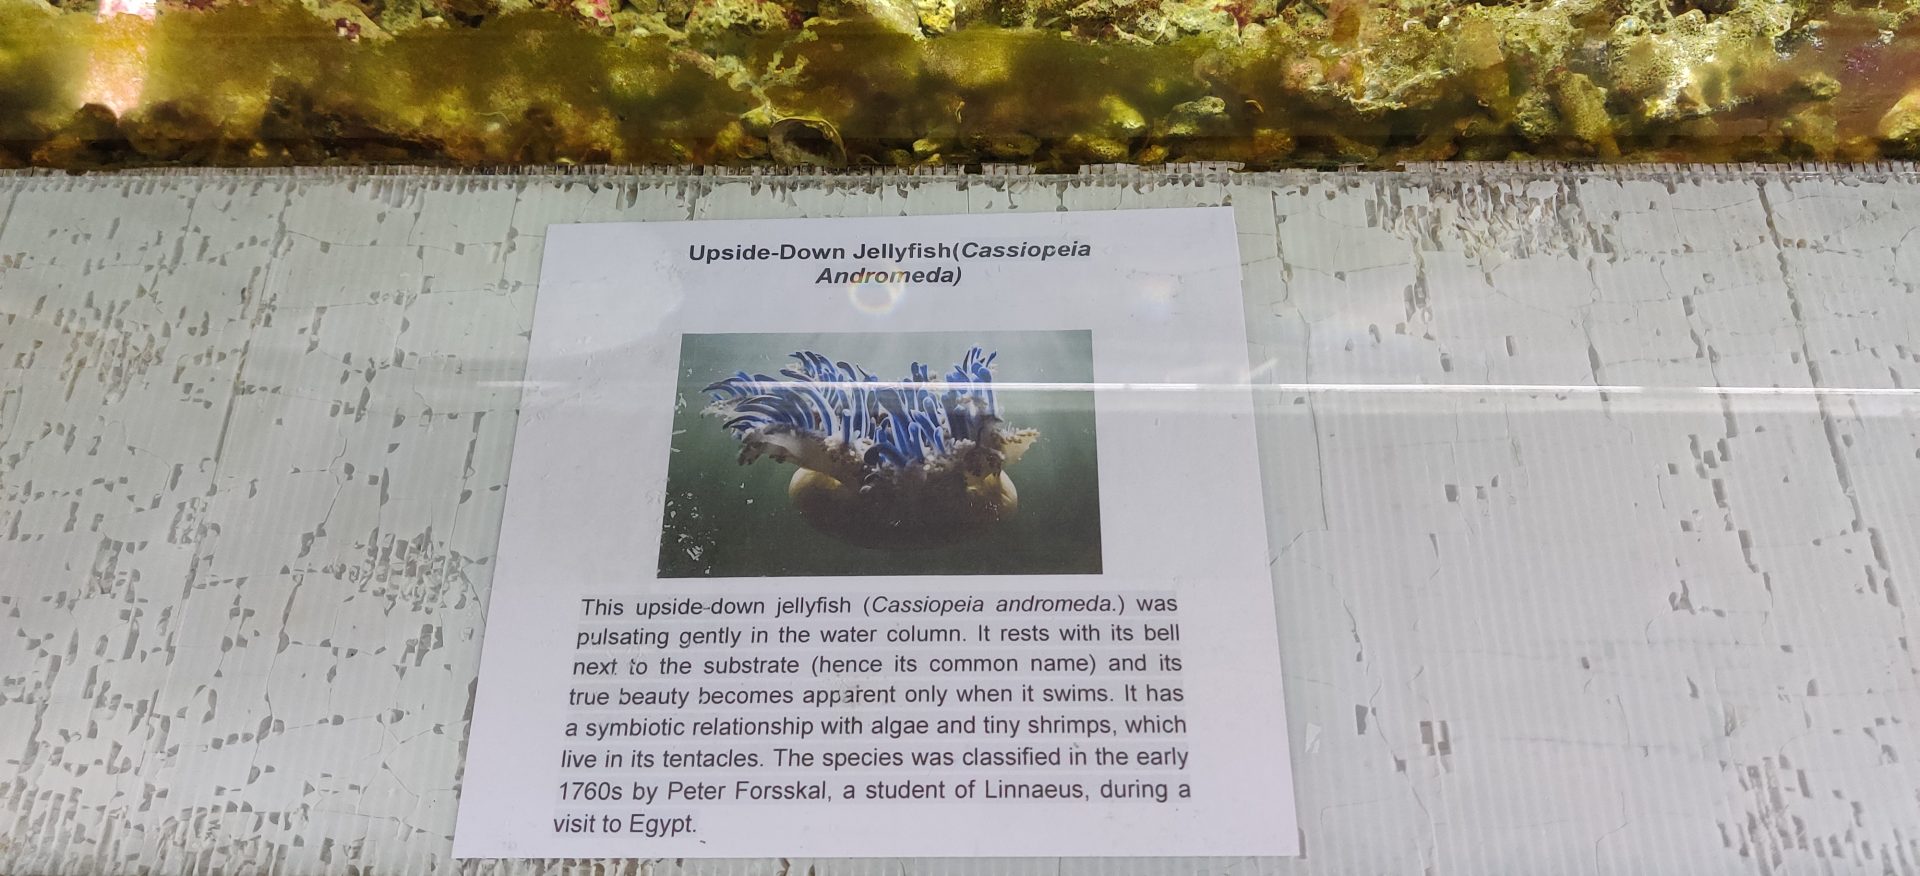 Upside-Down Jellyfish(Cassiopeia
Andromeda)
This upside-down jellyfish (Cassiopeia andromeda.) was
pulsating gently in the water column. It rests with its bell
next to the substrate (hence its common name) and its
true beauty becomes apparent only when it swims. It has
a symbiotic relationship with algae and tiny shrimps, which
live in its tentacles. The species was classified in the early
1760s by Peter Forsskal, a student of Linnaeus, during a
visit to Egypt.